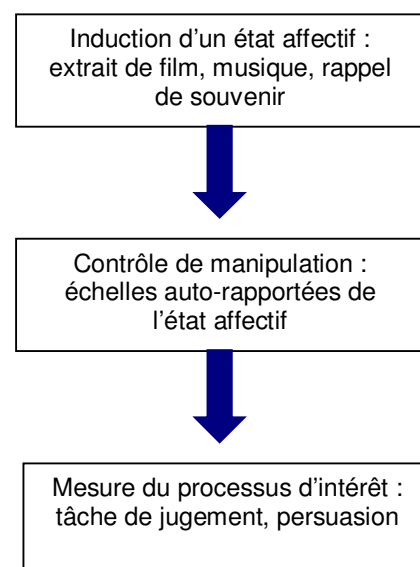 Induction d’un état affectif :
extrait de film, musique, rappel
de souvenir
Contrôle de manipulation :
échelles auto-rapportées de
l’état affectif
Mesure du processus d’intérêt :
tâche de jugement, persuasion